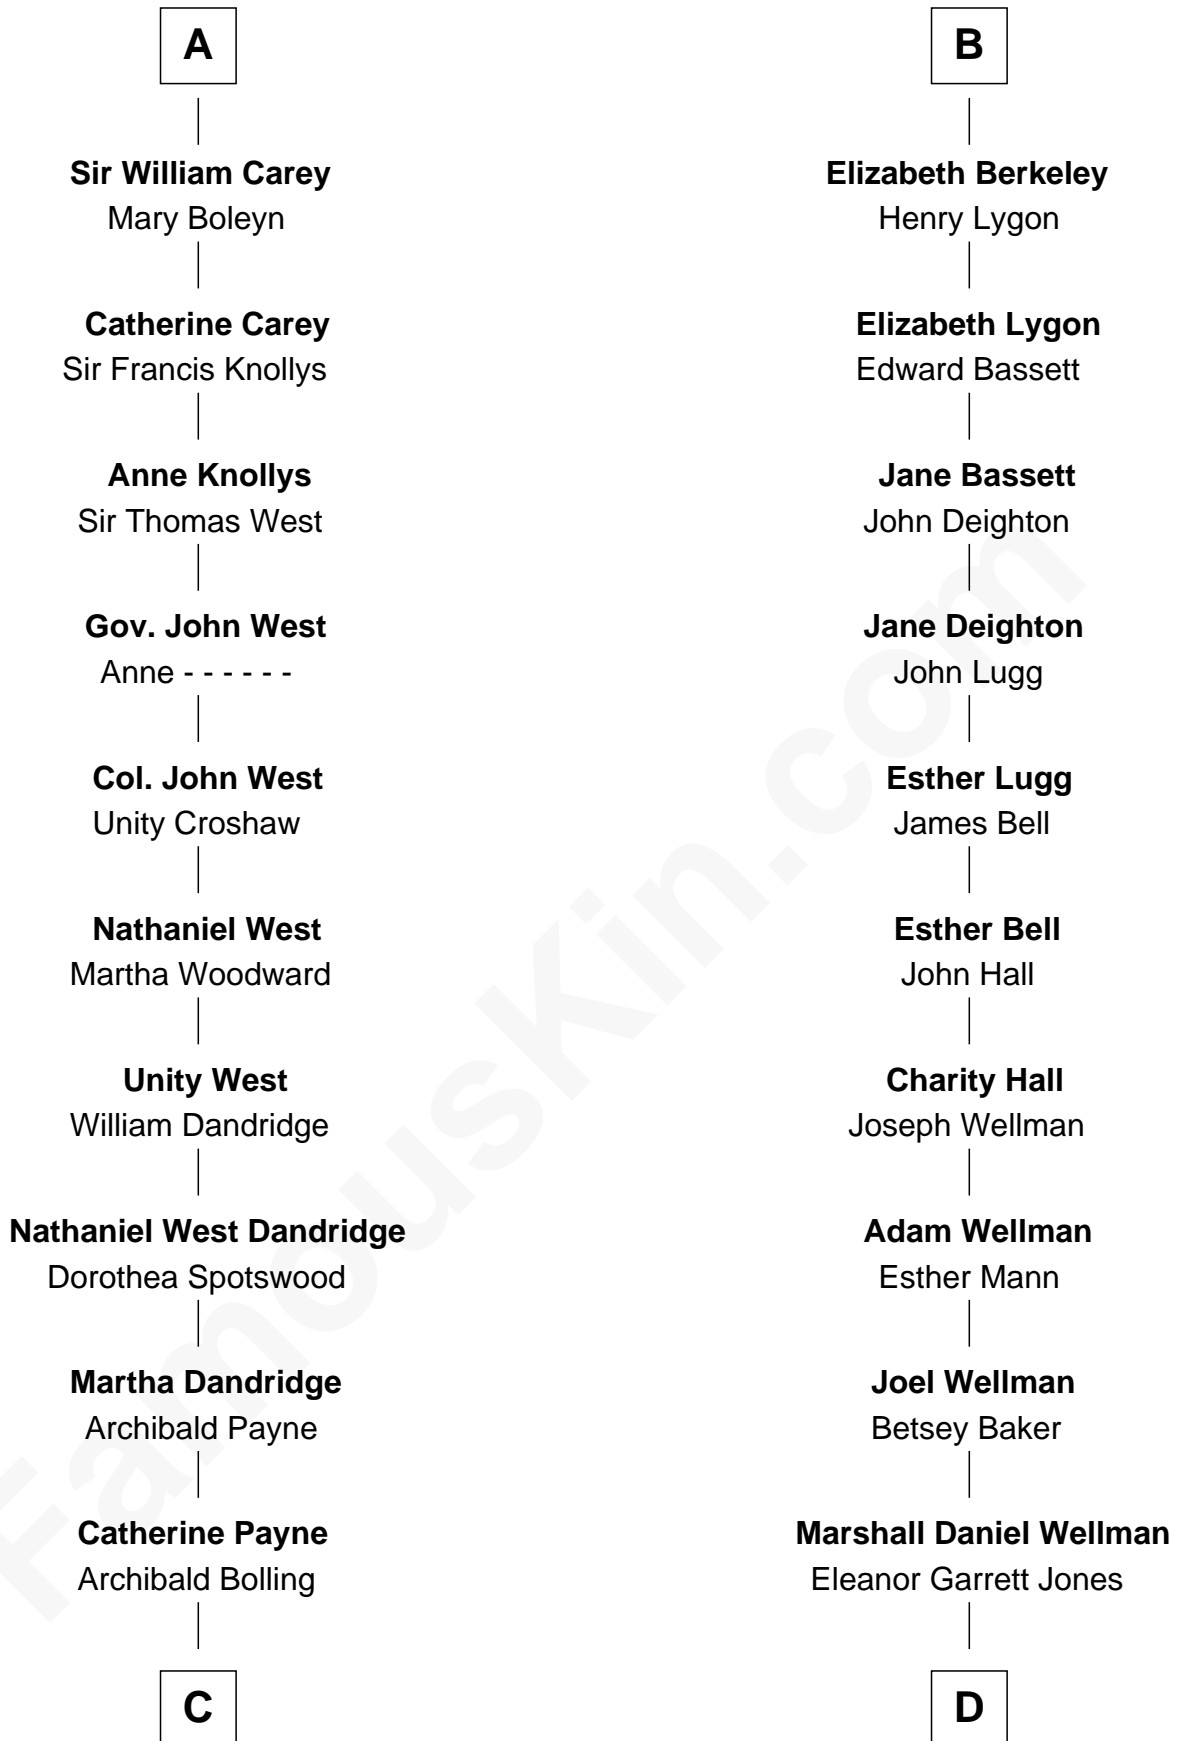 A
Sir William Carey
Mary Boleyn
Catherine Carey
Sir Francis Knollys
Anne Knollys
Sir Thomas West
Gov. John West
Anne - - - - - -
Col. John West
Unity Croshaw
Nathaniel West
Martha Woodward
Unity West
William Dandridge
Nathaniel West Dandridge
Dorothea Spotswood
Martha Dandridge
Archibald Payne
Catherine Payne
Archibald Bolling
C
B
Elizabeth Berkeley
Henry Lygon
Elizabeth Lygon
Edward Bassett
Jane Bassett
John Deighton
Jane Deighton
John Lugg
Esther Lugg
James Bell
Esther Bell
John Hall
Charity Hall
Joseph Wellman
Adam Wellman
Esther Mann
Joel Wellman
Betsey Baker
Marshall Daniel Wellman
Eleanor Garrett Jones
D
FamousKin.com